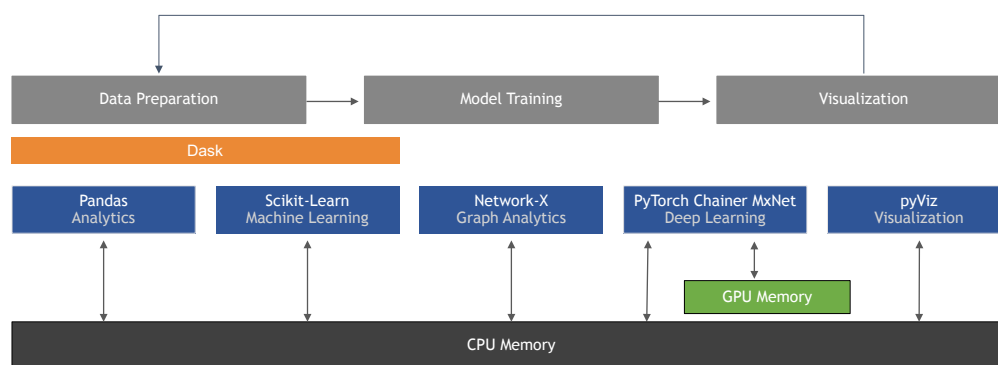 Data Preparation
Model Training
Visualization
Dask
Pandas
Analytics
Scikit-Learn
Machine Learning
Network-X
Graph Analytics
PyTorch Chainer MxNet
Deep Learning
pyViz
Visualization
GPU Memory
CPU Memory